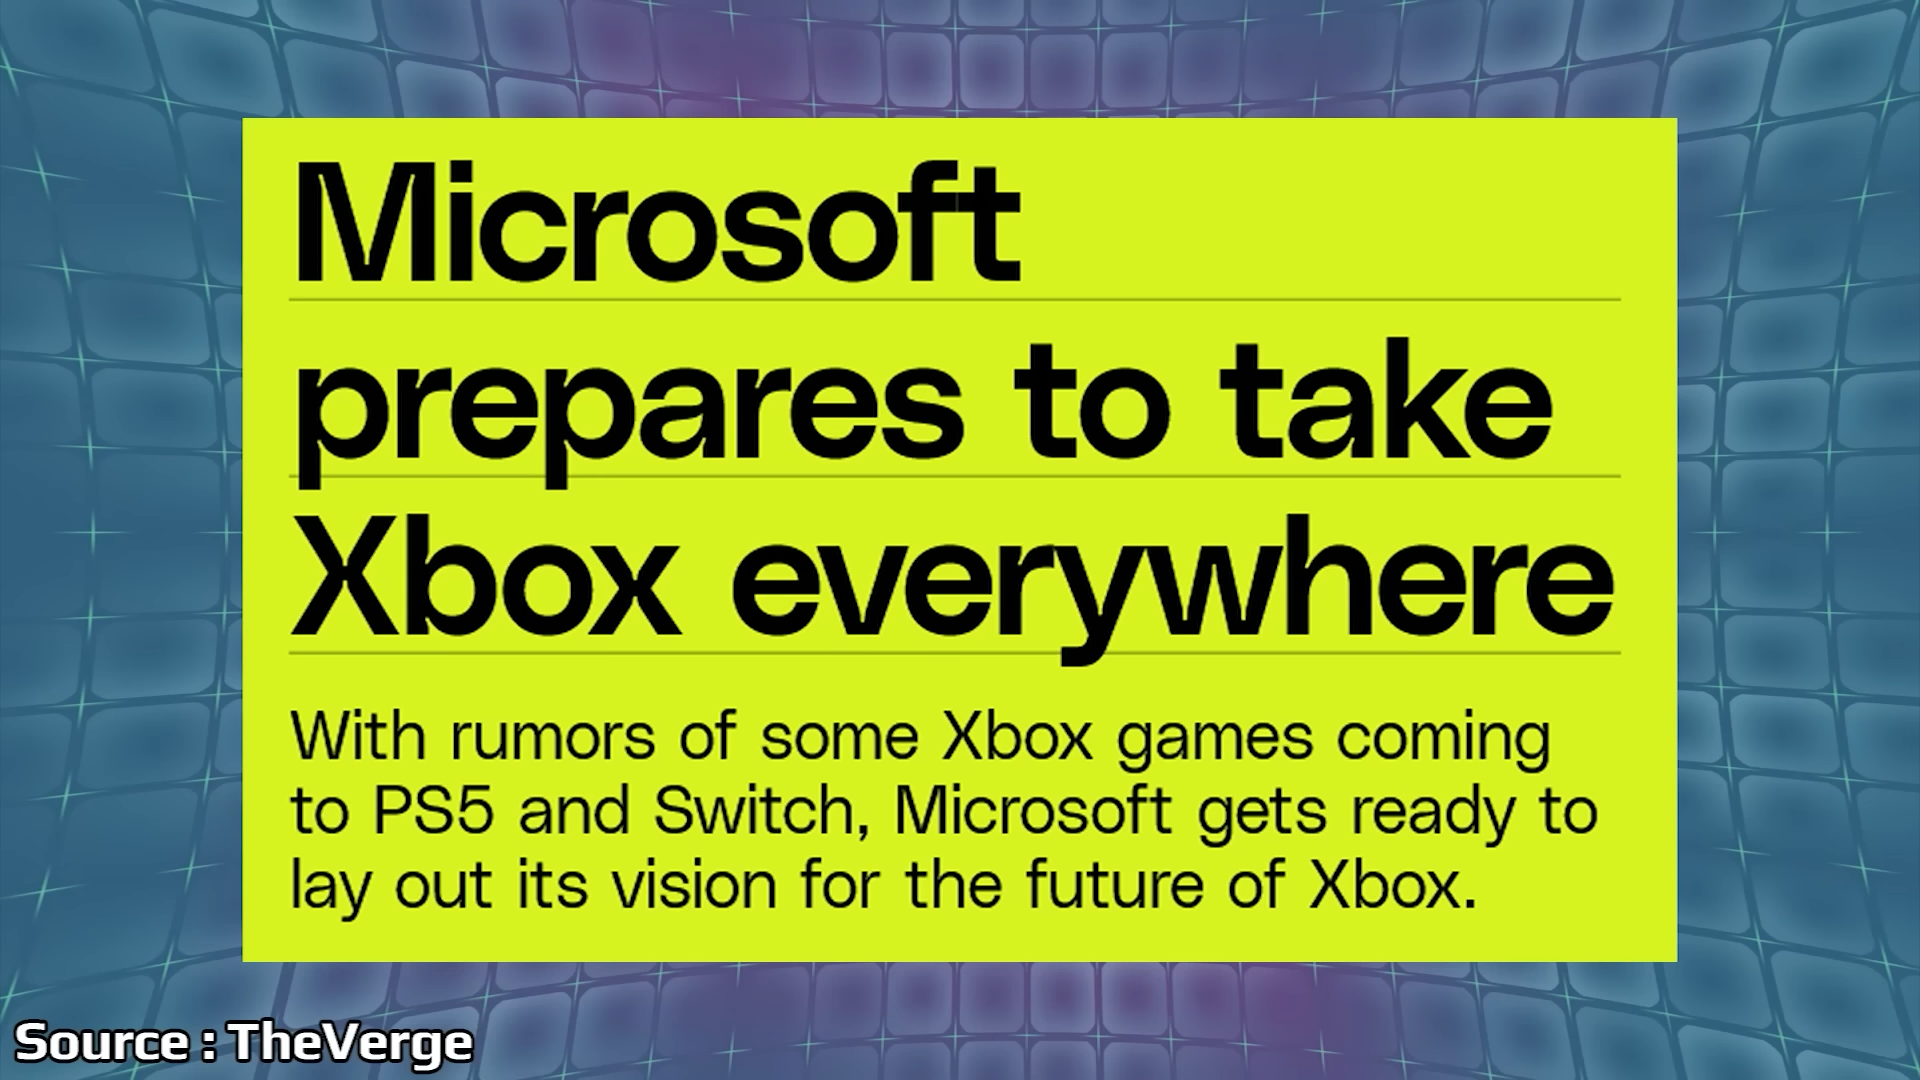 Microsoft
prepares to take
Xbox everywhere
With rumors of some Xbox games coming
to PS5 and Switch, Microsoft gets ready to
lay out its vision for the future of Xbox.
Source : TheVerge